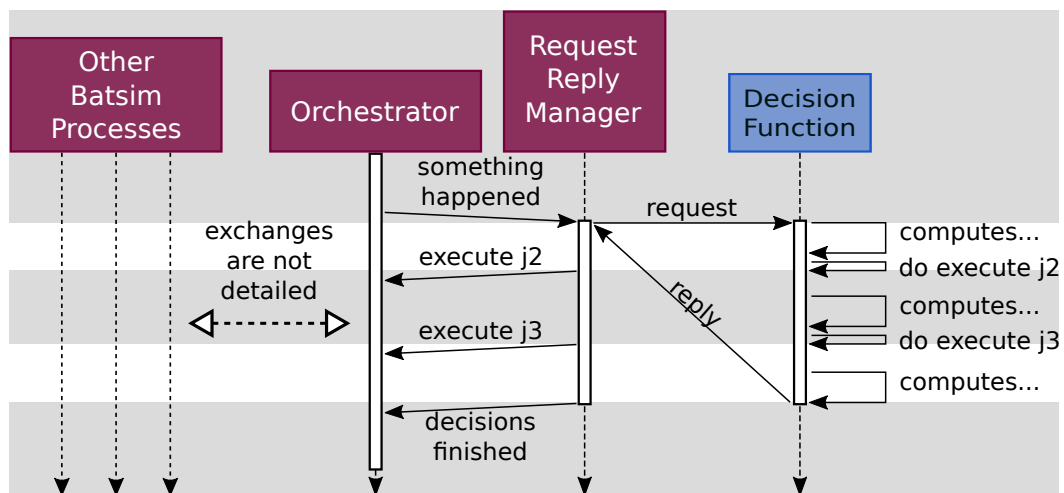 Other
Batsim
Processes
Orchestrator
Request
Reply
Manager
Decision
Function
something
happened
request
computes...
exchanges
are not
detailed
execute j2
do execute j2
reply
computes...
execute j3
do execute j3
computes...
decisions
finished